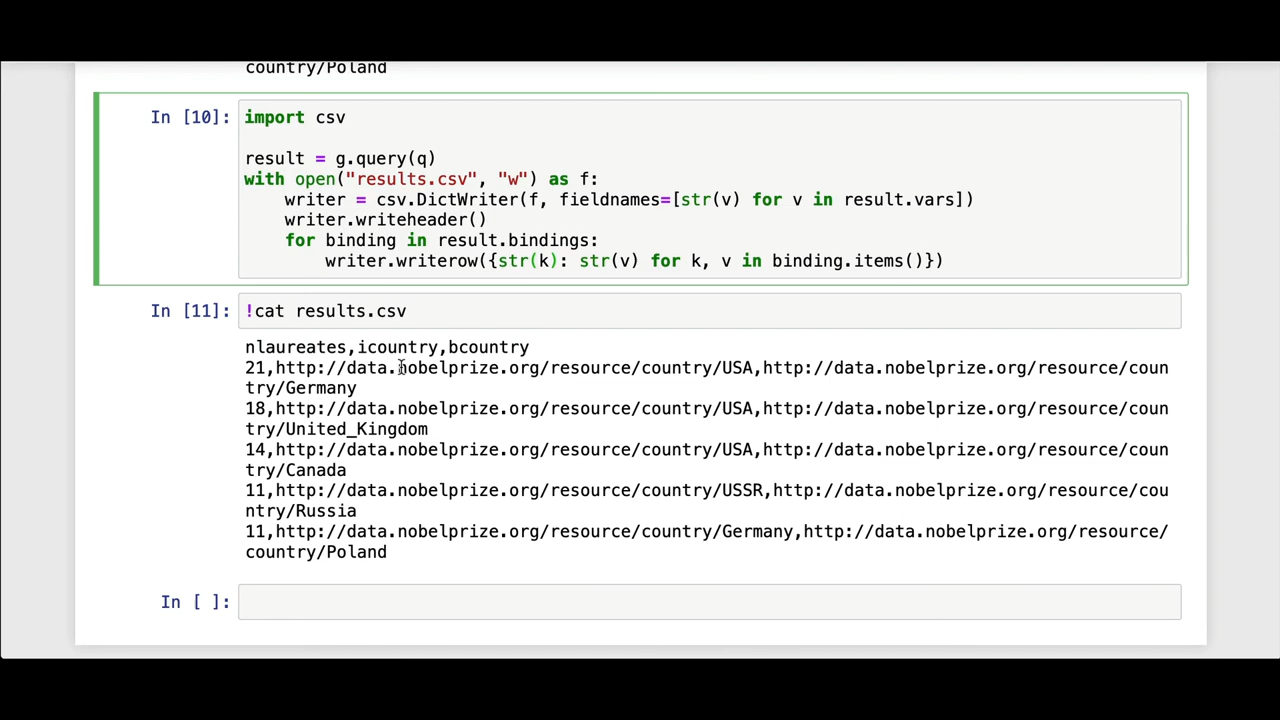 country/Poland
In [10]: import csv
result = g.query(q)
with open("results.csv", "w") as f:
    writer = csv.DictWriter(f, fieldnames=[str(v) for v in result.vars])
    writer.writeheader()
    for binding in result.bindings:
        writer.writerow({str(k): str(v) for k, v in binding.items()})
In [11]: !cat results.csv
nlaureates,icountry,bcountry
21,http://data.nobelprize.org/resource/country/USA,http://data.nobelprize.org/resource/coun
try/Germany
18,http://data.nobelprize.org/resource/country/USA,http://data.nobelprize.org/resource/coun
try/United_Kingdom
14,http://data.nobelprize.org/resource/country/USA,http://data.nobelprize.org/resource/coun
try/Canada
11,http://data.nobelprize.org/resource/country/USSR,http://data.nobelprize.org/resource/cou
ntry/Russia
11,http://data.nobelprize.org/resource/country/Germany,http://data.nobelprize.org/resource/
country/Poland
In [ ]: